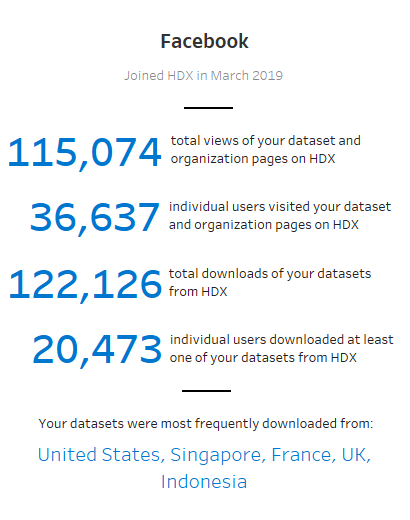 Facebook
Joined HDX in March 2019
115,074 total views of your dataset and
organization pages on HDX
36,637 individual users visited your dataset
and organization pages on HDX
122,126 total downloads of your datasets
from HDX
20,473 individual users downloaded at least
one of your datasets from HDX
Your datasets were most frequently downloaded from:
United States, Singapore, France, UK,
Indonesia